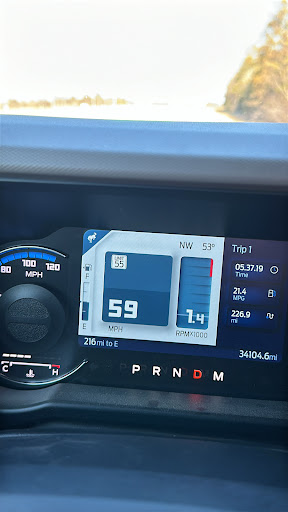 NW 53°
Trip 1
LIMIT
55
05.37.19
Time
80 100 120
MPH
F
59
MPH
1.4
RPMX1000
21.4
MPG
226.9
mi
E
216 mi to E
34104.6mi
C H
P R N D M